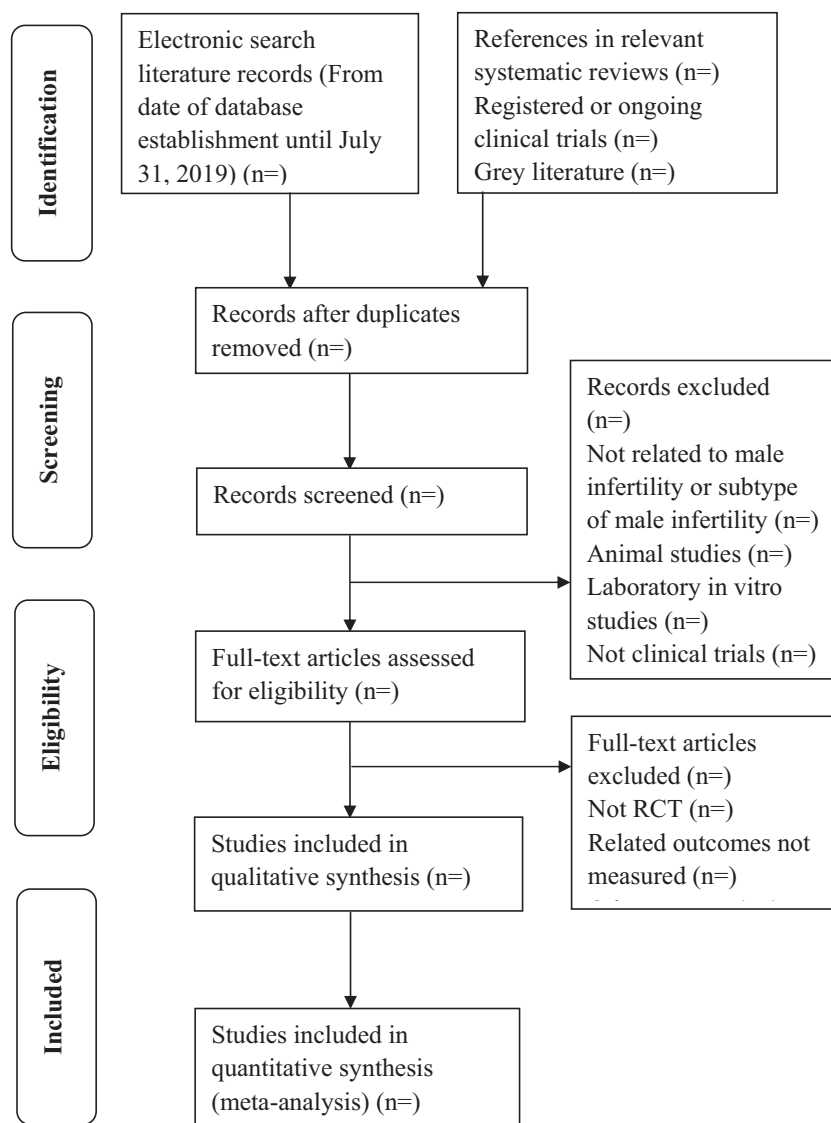 Identification
Electronic search
literature records (From
date of database
establishment until July
31, 2019) (n=)
References in relevant
systematic reviews (n=)
Registered or ongoing
clinical trials (n=)
Grey literature (n=)
Screening
Records after duplicates
removed (n=)
Records screened (n=)
Records excluded
(n=)
Not related to male
infertility or subtype
of male infertility (n=)
Animal studies (n=)
Laboratory in vitro
studies (n=)
Not clinical trials (n=)
Eligibility
Full-text articles assessed
for eligibility (n=)
Full-text articles
excluded (n=)
Not RCT (n=)
Related outcomes not
measured (n=)
Studies included in
qualitative synthesis (n=)
Included
Studies included in
quantitative synthesis
(meta-analysis) (n=)